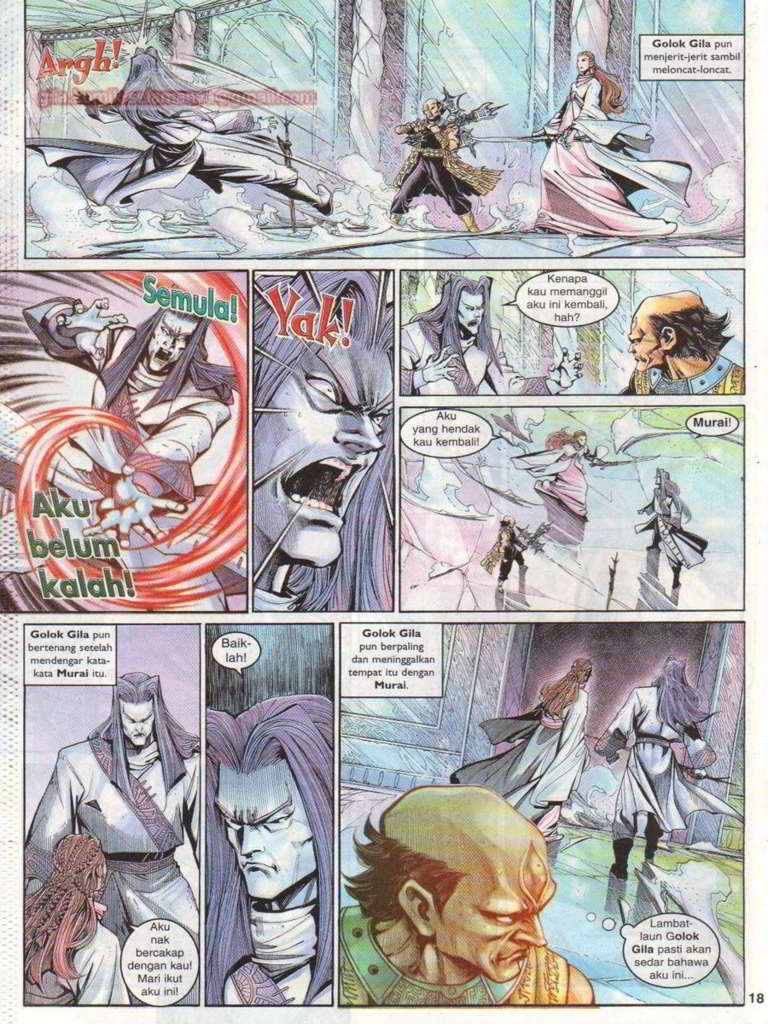 Argh!
Golok Gila pun
menjerit-jerit sambil
meloncat-loncat.
Semula!
Aku
belum
kalah!
Yak!
Kenapa
kau memanggil
aku ini kembali,
hah?
Aku
yang hendak
kau kembali!
Murai!
Golok Gila pun
bertenang setelah
mendengar kata-
kata Murai itu.
Aku
nak
bercakap
dengan kau!
Mari ikut
aku ini!
Baik-
lah!
Golok Gila
pun berpaling
dan meninggalkan
tempat itu dengan
Murai.
Lambat-
laun Golok
Gila pasti akan
sedar bahawa
aku ini...
18